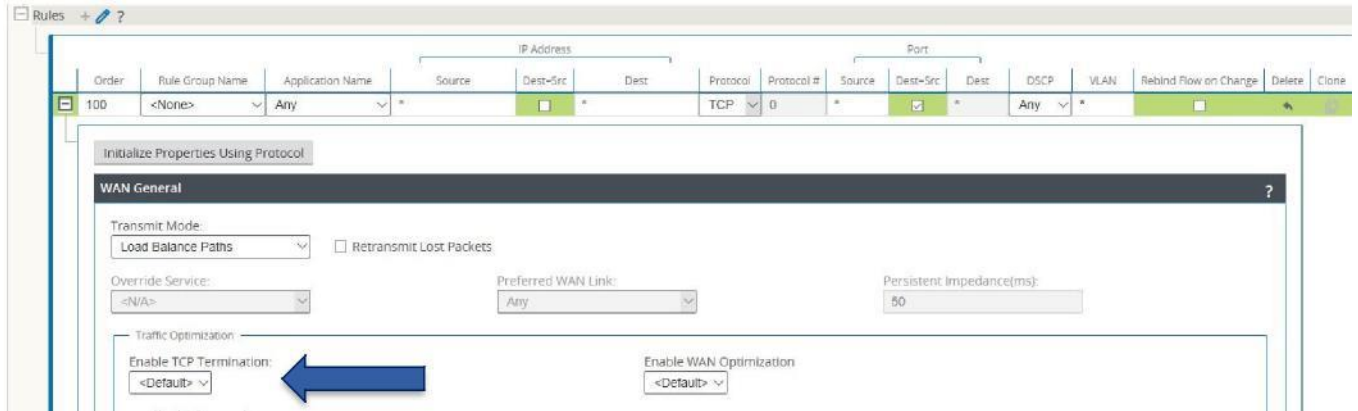 Rules + ?
IP Address Port
Order Rule Group Name Application Name Source Dest=Src Dest Protocol Protocol # Source Dest=Src Dest DSCP VLAN Rebind Flow on Change Delete Clone
100 <None> Any * * TCP 0 * * Any *
Initialize Properties Using Protocol
WAN General ?
Transmit Mode:
Load Balance Paths Retransmit Lost Packets
Override Service: Preferred WAN Link: Persistent Impedance(ms):
<N/A> Any 50
Traffic Optimization
Enable TCP Termination: Enable WAN Optimization
<Default> <Default>